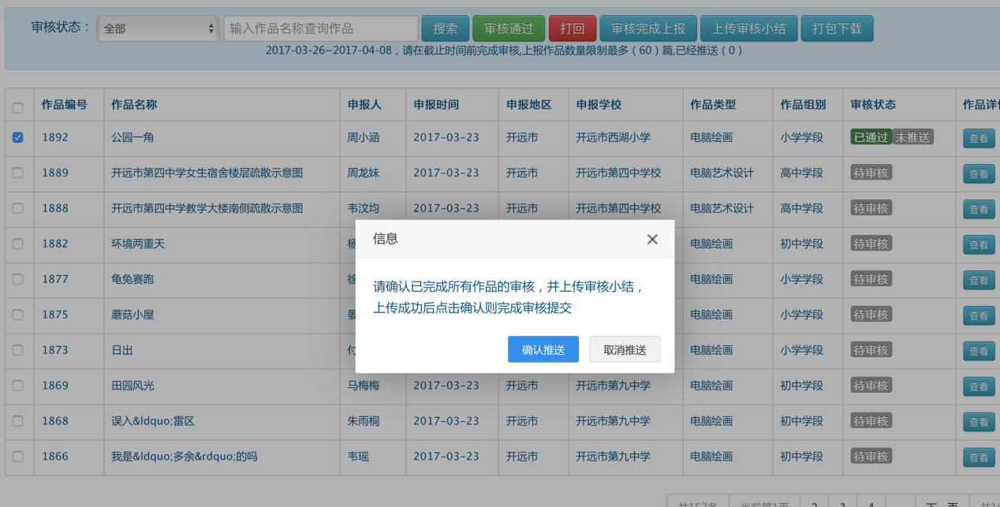 审核状态： 全部 输入作品名称查询作品 搜索 审核通过 打回 审核完成上报 上传审核小结 打包下载
2017-03-26~2017-04-08，请在截止时间前完成审核,上报作品数量限制最多（60）篇,已经推送（0）
作品编号 作品名称 申报人 申报时间 申报地区 申报学校 作品类型 作品组别 审核状态 作品详情
1892 公园一角 周小涵 2017-03-23 开远市 开远市西湖小学 电脑绘画 小学学段 已通过 未推送 查看
1889 开远市第四中学女生宿舍楼层疏散示意图 周龙妹 2017-03-23 开远市 开远市第四中学校 电脑艺术设计 高中学段 待审核 查看
1888 开远市第四中学教学大楼南侧疏散示意图 韦汶均 2017-03-23 开远市 开远市第四中学校 电脑艺术设计 高中学段 待审核 查看
1882 环境两重天 杨 电脑绘画 初中学段 待审核 查看
1877 龟兔赛跑 徐 电脑绘画 小学学段 待审核 查看
1875 蘑菇小屋 晏 电脑绘画 小学学段 待审核 查看
1873 日出 付 电脑绘画 小学学段 待审核 查看
1869 田园风光 马梅梅 2017-03-23 开远市 开远市第九中学 电脑绘画 初中学段 待审核 查看
1868 误入&ldquo;雷区 朱雨桐 2017-03-23 开远市 开远市第九中学 电脑绘画 初中学段 待审核 查看
1866 我是&ldquo;多余&rdquo;的吗 韦瑶 2017-03-23 开远市 开远市第九中学 电脑绘画 初中学段 待审核 查看
信息
请确认已完成所有作品的审核，并上传审核小结，
上传成功后点击确认则完成审核提交
确认推送 取消推送
共157条 当前第1页 2 3 4 下一页